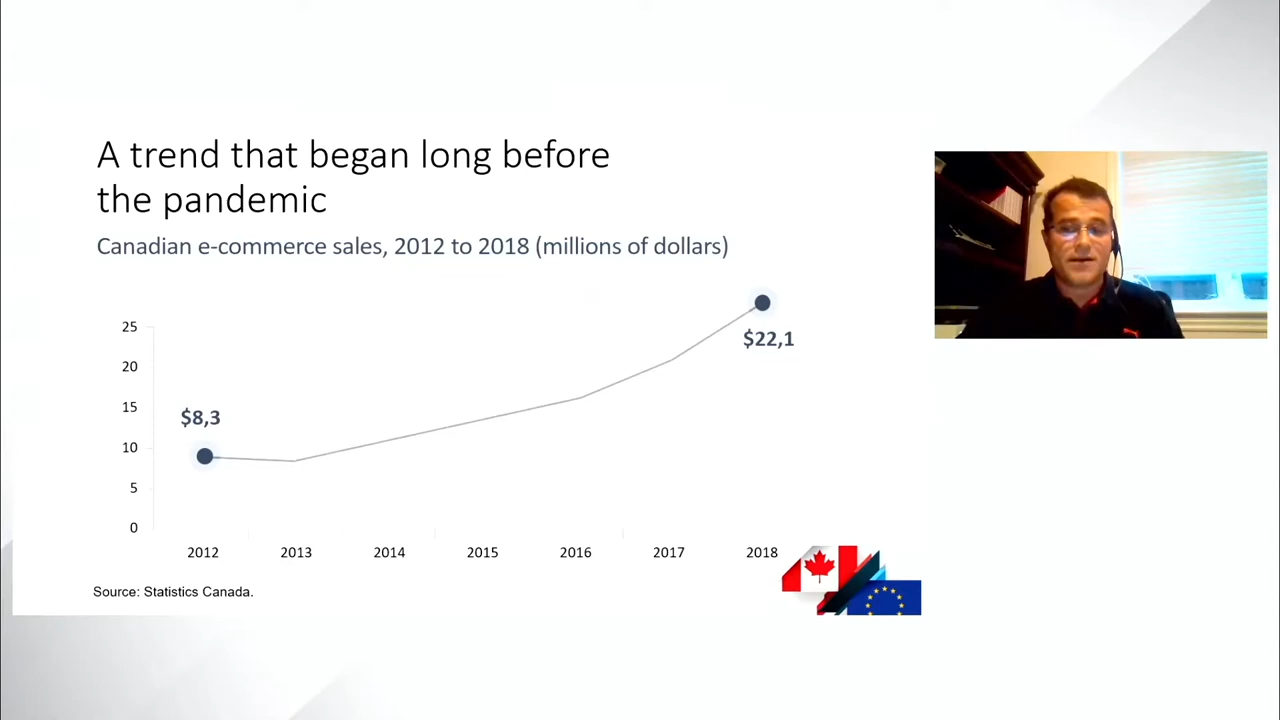 A trend that began long before
the pandemic
Canadian e-commerce sales, 2012 to 2018 (millions of dollars)
$22,1
25
20
15
$8,3
10
5
0
2012 2013 2014 2015 2016 2017 2018
Source: Statistics Canada.